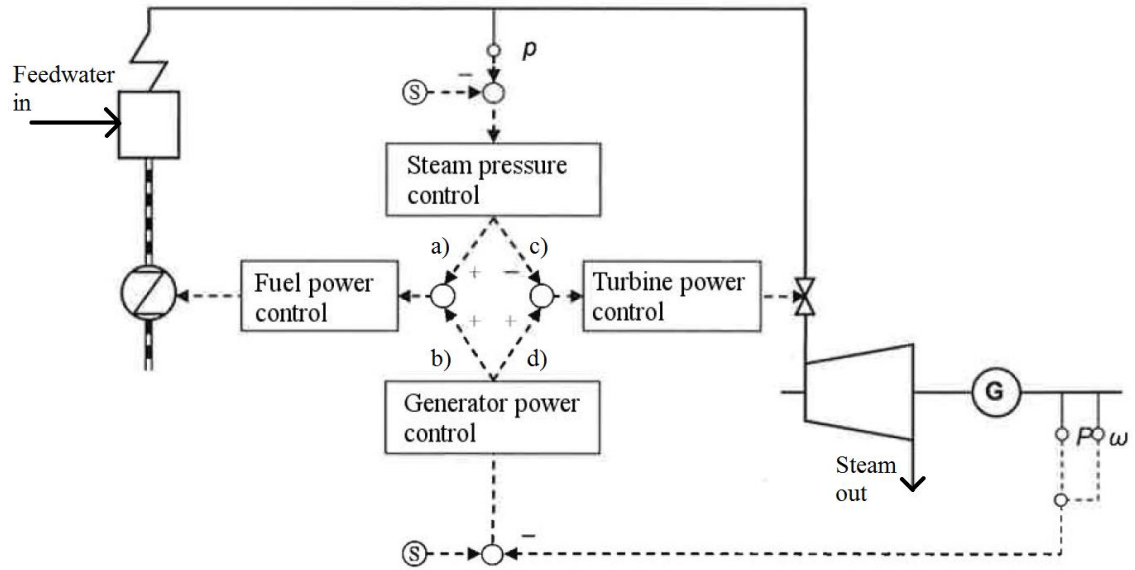 Feedwater
in
p
−
S
Steam pressure
control
a)
c)
+
−
Fuel power
control
Turbine power
control
+
+
b)
d)
Generator power
control
G
P
ω
Steam
out
S
−